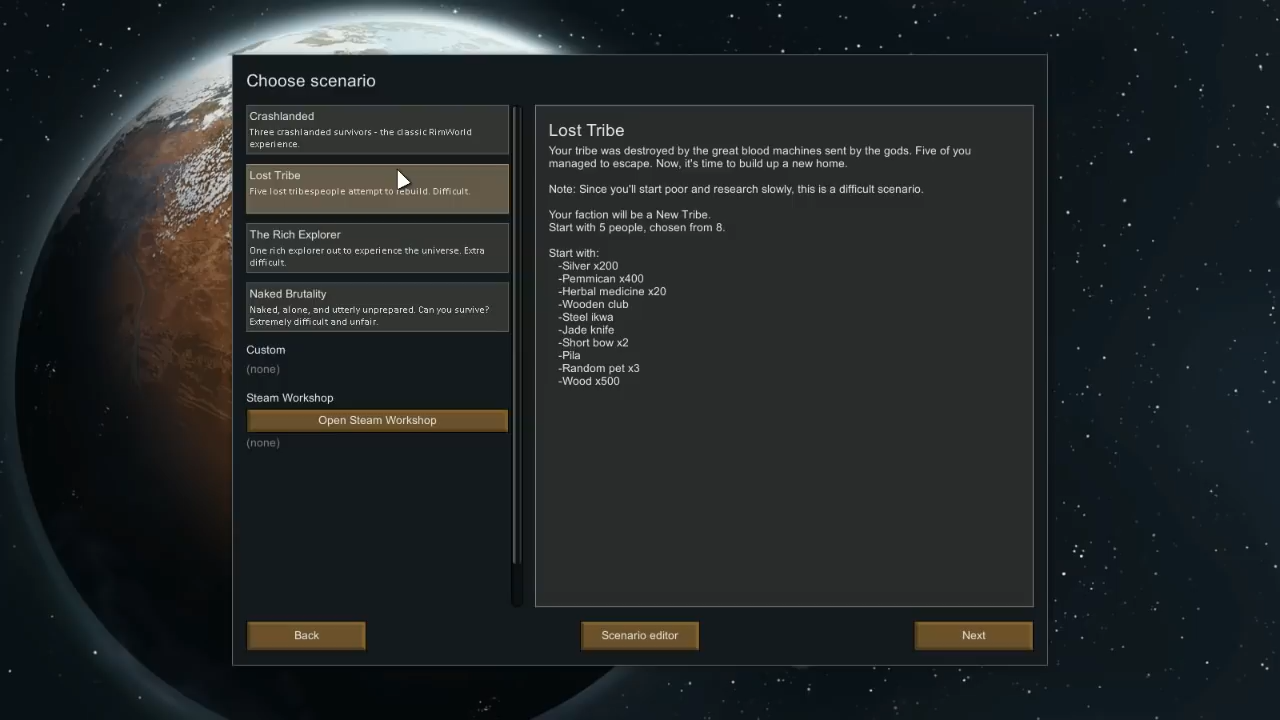 Choose scenario
Crashlanded
Three crashlanded survivors - the classic RimWorld
experience.
Lost Tribe
Five lost tribespeople attempt to rebuild. Difficult.
The Rich Explorer
One rich explorer out to experience the universe. Extra
difficult.
Naked Brutality
Naked, alone, and utterly unprepared. Can you survive?
Extremely difficult and unfair.
Custom
(none)
Steam Workshop
Open Steam Workshop
(none)
Lost Tribe
Your tribe was destroyed by the great blood machines sent by the gods. Five of you
managed to escape. Now, it's time to build up a new home.
Note: Since you'll start poor and research slowly, this is a difficult scenario.
Your faction will be a New Tribe.
Start with 5 people, chosen from 8.
Start with:
-Silver x200
-Pemmican x400
-Herbal medicine x20
-Wooden club
-Steel ikwa
-Jade knife
-Short bow x2
-Pila
-Random pet x3
-Wood x500
Back
Scenario editor
Next